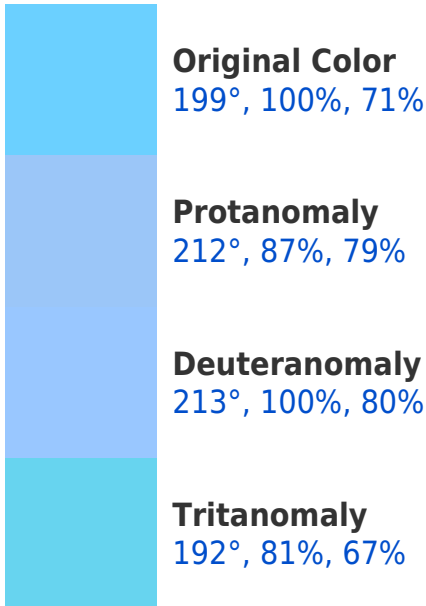 Original Color
199°, 100%, 71%
Protanomaly
212°, 87%, 79%
Deuteranomaly
213°, 100%, 80%
Tritanomaly
192°, 81%, 67%